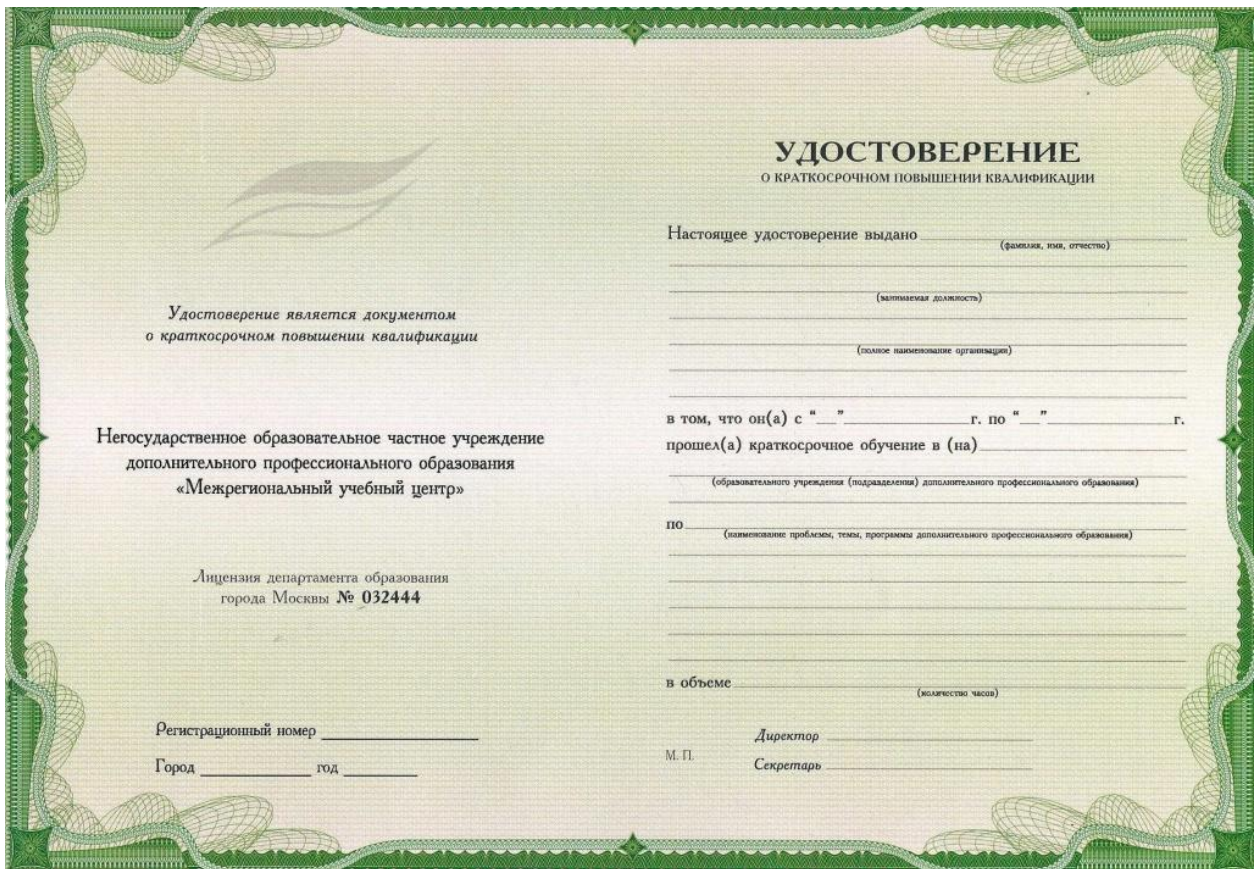 Удостоверение является документом
о краткосрочном повышении квалификации
Негосударственное образовательное частное учреждение
дополнительного профессионального образования
«Межрегиональный учебный центр»
Лицензия департамента образования
города Москвы № 032444
Регистрационный номер
Город год
УДОСТОВЕРЕНИЕ
О КРАТКОСРОЧНОМ ПОВЫШЕНИИ КВАЛИФИКАЦИИ
Настоящее удостоверение выдано
(фамилия, имя, отчество)
(занимаемая должность)
(полное наименование организации)
в том, что он(а) с “__” г. по “__” г.
прошел(а) краткосрочное обучение в (на)
(образовательного учреждения (подразделения) дополнительного профессионального образования)
по
(наименование проблемы, темы, программы дополнительного профессионального образования)
в объеме
(количество часов)
Директор
М. П.
Секретарь